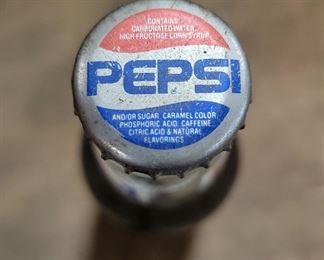 CONTAINS
CARBONATED WATER,
HIGH FRUCTOSE CORN SYRUP
PEPSI
AND/OR SUGAR, CARAMEL COLOR,
PHOSPHORIC ACID, CAFFEINE,
CITRIC ACID & NATURAL
FLAVORINGS